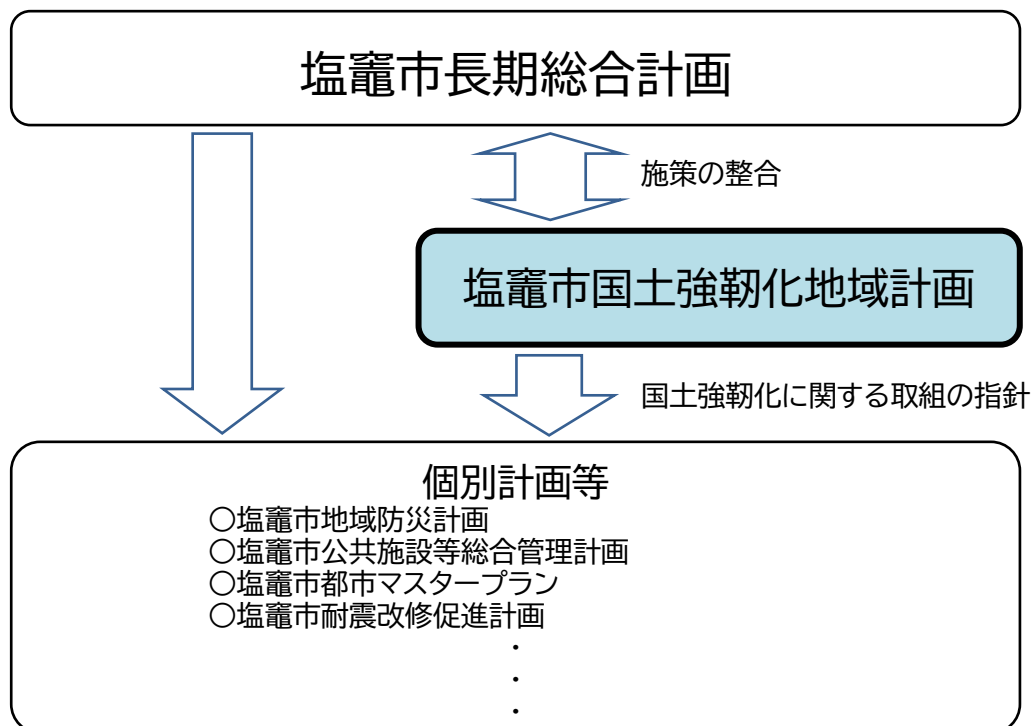 塩竈市長期総合計画
施策の整合
塩竈市国土強靭化地域計画
国土強靭化に関する取組の指針
個別計画等
〇塩竈市地域防災計画
〇塩竈市公共施設等総合管理計画
〇塩竈市都市マスタープラン
〇塩竈市耐震改修促進計画
・
・
・